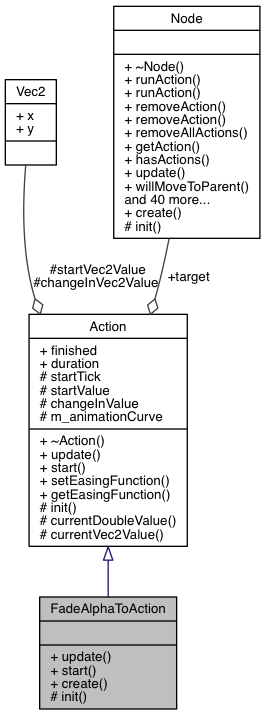 Node
+ ~Node()
+ runAction()
+ runAction()
+ removeAction()
+ removeAction()
+ removeAllActions()
+ getAction()
+ hasActions()
+ update()
+ willMoveToParent()
and 40 more...
+ create()
# init()
Vec2
+ x
+ y
#startVec2Value
#changeInVec2Value
+target
Action
+ finished
+ duration
# startTick
# startValue
# changeInValue
# m_animationCurve
+ ~Action()
+ update()
+ start()
+ setEasingFunction()
+ getEasingFunction()
# init()
# currentDoubleValue()
# currentVec2Value()
FadeAlphaToAction
+ update()
+ start()
+ create()
# init()